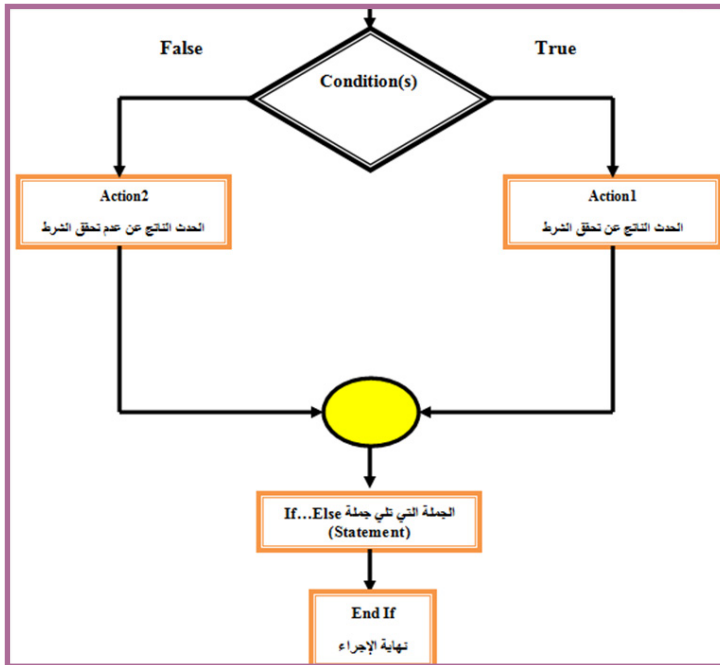 False
True
Condition(s)
Action2
الحدث الناتج عن عدم تحقق الشرط
Action1
الحدث الناتج عن تحقق الشرط
الجملة التي تلي جملة If…Else
(Statement)
End If
نهاية الإجراء